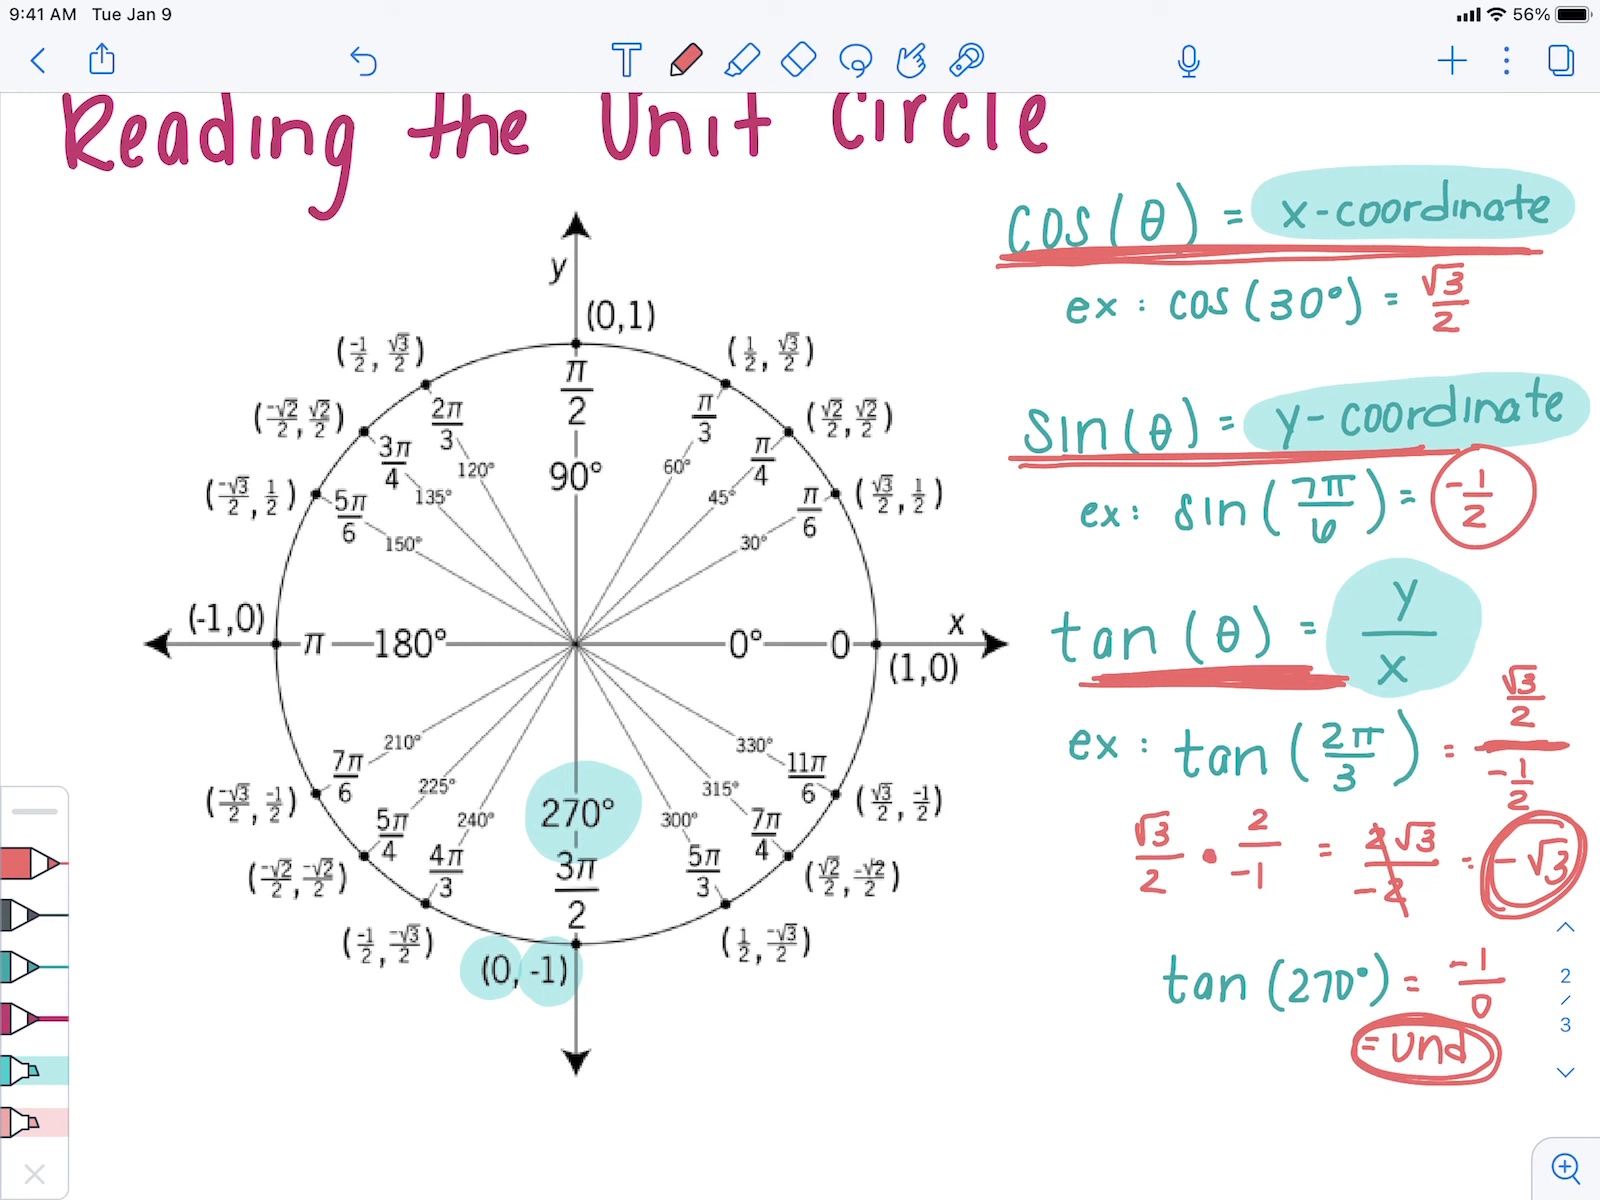 9:41 AM Tue Jan 9 56%
T
Reading the Unit Circle
cos(θ) = x-coordinate
ex: cos(30°) = √3/2
sin(θ) = y-coordinate
ex: sin(7π/6) = -1/2
tan(θ) = y/x
ex: tan(2π/3) = (√3/2)/(-1/2)
√3/2 • 2/-1 = 2√3/-2 = -√3
tan(270°) = -1/0
= Und
y
(0,1)
(-1/2, √3/2) (1/2, √3/2)
π/2
(-√2/2, √2/2) 2π/3 π/3 (√2/2, √2/2)
3π/4 π/4
120° 90° 60°
(-√3/2, 1/2) 5π/6 135° 45° π/6 (√3/2, 1/2)
150° 30°
(-1,0) x
π 180° 0° 0
(1,0)
210° 330°
7π/6 11π/6
(-√3/2, -1/2) 225° 315° (√3/2, -1/2)
5π/4 240° 270° 300° 7π/4
(-√2/2, -√2/2) 4π/3 3π/2 5π/3 (√2/2, -√2/2)
(-1/2, -√3/2) (1/2, -√3/2)
(0, -1)
2
/
3